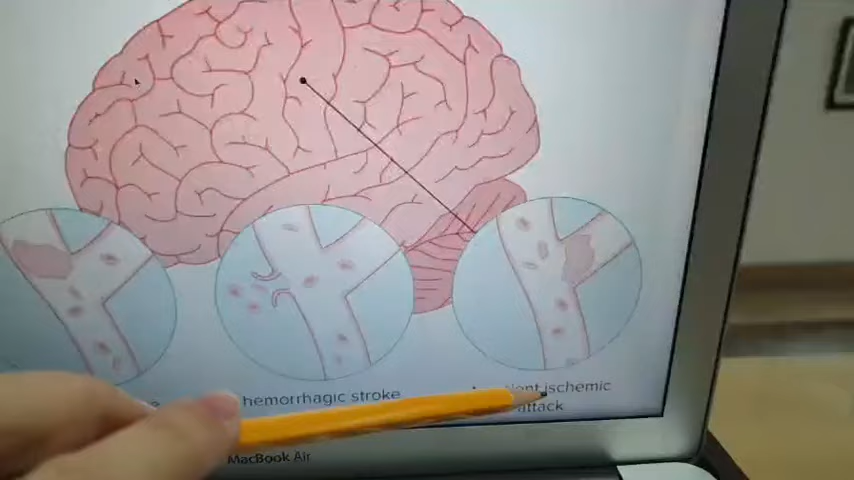 hemorrhagic stroke
ischemic
attack
MacBook Air